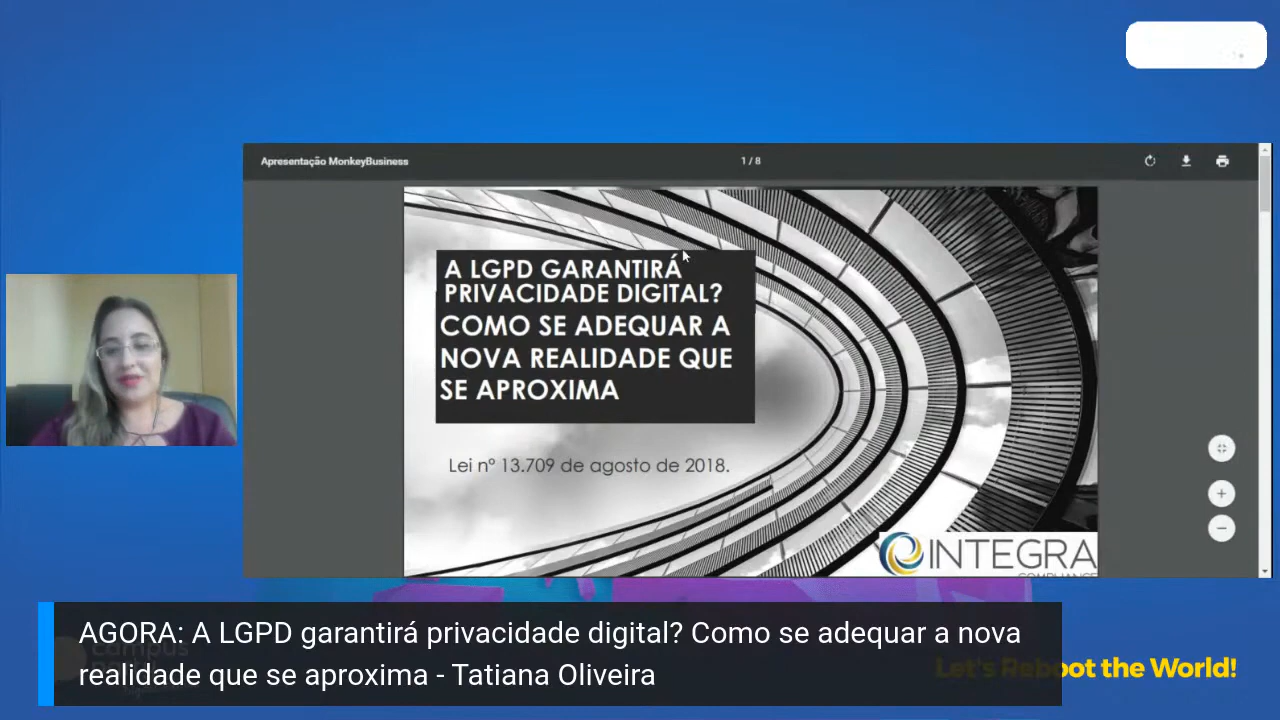 Apresentação MonkeyBusiness
1 / 8
A LGPD GARANTIRÁ
PRIVACIDADE DIGITAL?
COMO SE ADEQUAR A
NOVA REALIDADE QUE
SE APROXIMA
Lei nº 13.709 de agosto de 2018.
INTEGRA
COMPLIANCE
AGORA: A LGPD garantirá privacidade digital? Como se adequar a nova
realidade que se aproxima - Tatiana Oliveira
campus
Let's Reboot the World!